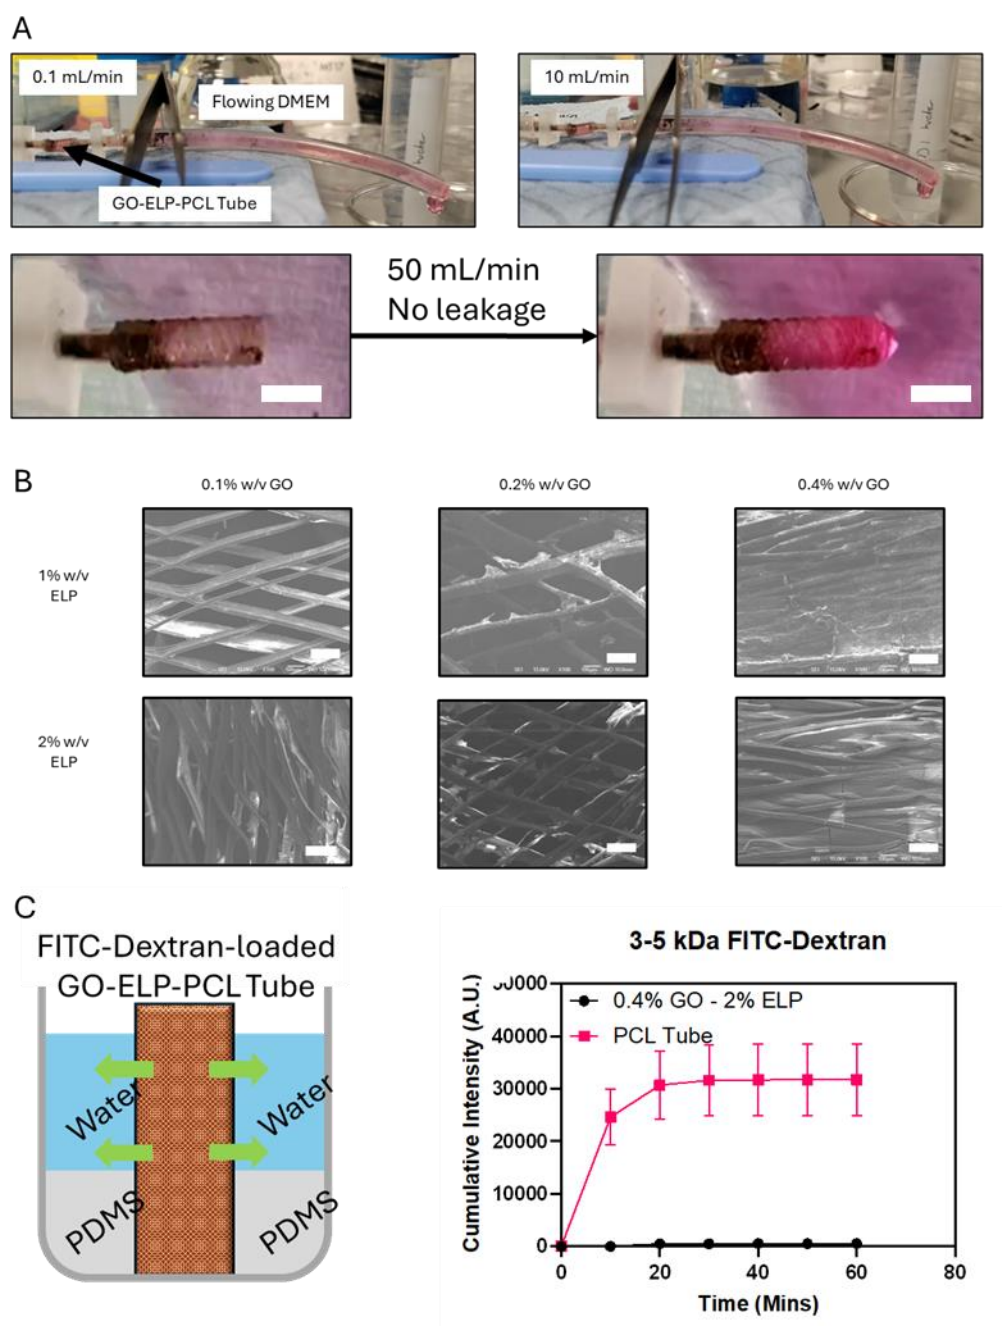 A
0.1 mL/min
Flowing DMEM
GO-ELP-PCL Tube
10 mL/min
50 mL/min
No leakage
B
0.1% w/v GO
0.2% w/v GO
0.4% w/v GO
1% w/v
ELP
2% w/v
ELP
C
FITC-Dextran-loaded
GO-ELP-PCL Tube
Water
Water
PDMS
PDMS
3-5 kDa FITC-Dextran
0.4% GO - 2% ELP
PCL Tube
Cumulative Intensity (A.U.)
40000
30000
20000
10000
0
0
20
40
60
80
Time (Mins)